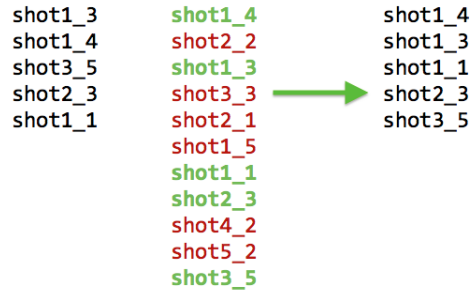 shot1_3 shot1_4 shot1_4
shot1_4 shot2_2 shot1_3
shot3_5 shot1_3 shot1_1
shot2_3 shot3_3 shot2_3
shot1_1 shot2_1 shot3_5
shot1_5
shot1_1
shot2_3
shot4_2
shot5_2
shot3_5